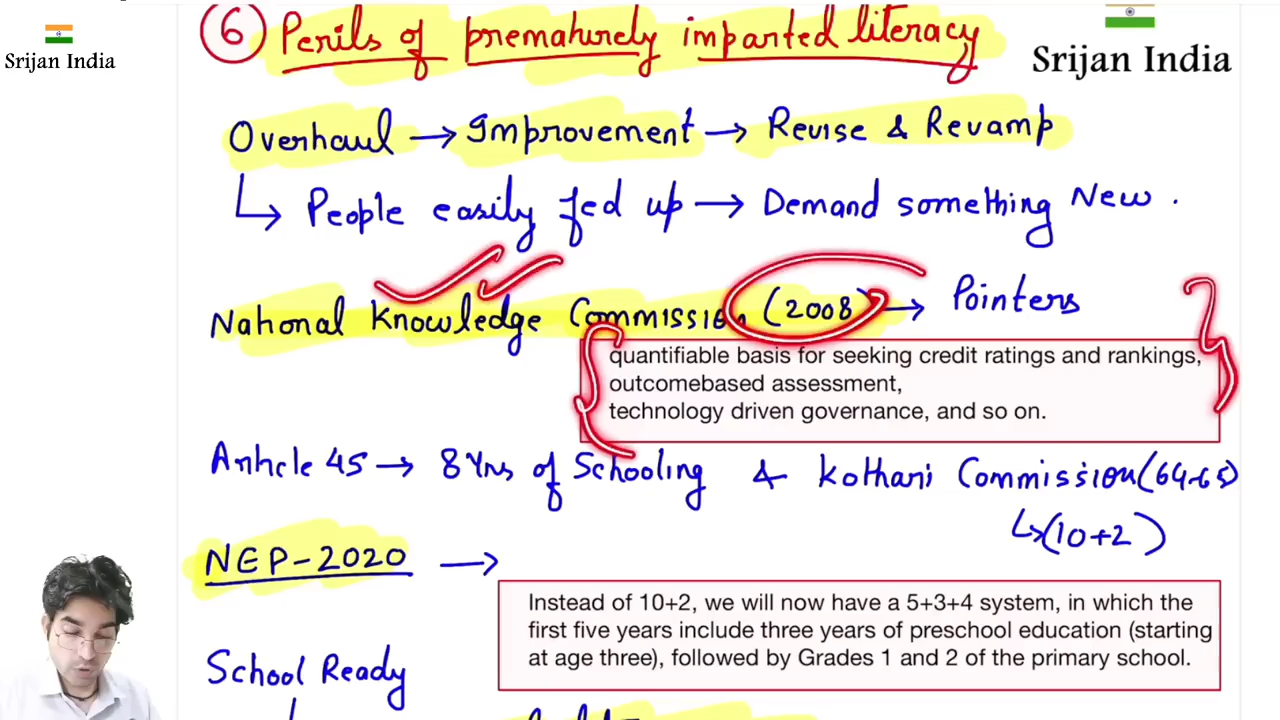 Srijan India
Srijan India
6 Perils of prematurely imparted literacy
Overhaul → Improvement → Revise & Revamp
↳ People easily fed up → Demand something New.
National Knowledge Commission (2008) → Pointers
quantifiable basis for seeking credit ratings and rankings,
outcomebased assessment,
technology driven governance, and so on.
Article 45 → 8 Yrs of Schooling & Kothari Commission (64-65)
↳ (10+2)
NEP-2020 →
Instead of 10+2, we will now have a 5+3+4 system, in which the
first five years include three years of preschool education (starting
at age three), followed by Grades 1 and 2 of the primary school.
School Ready